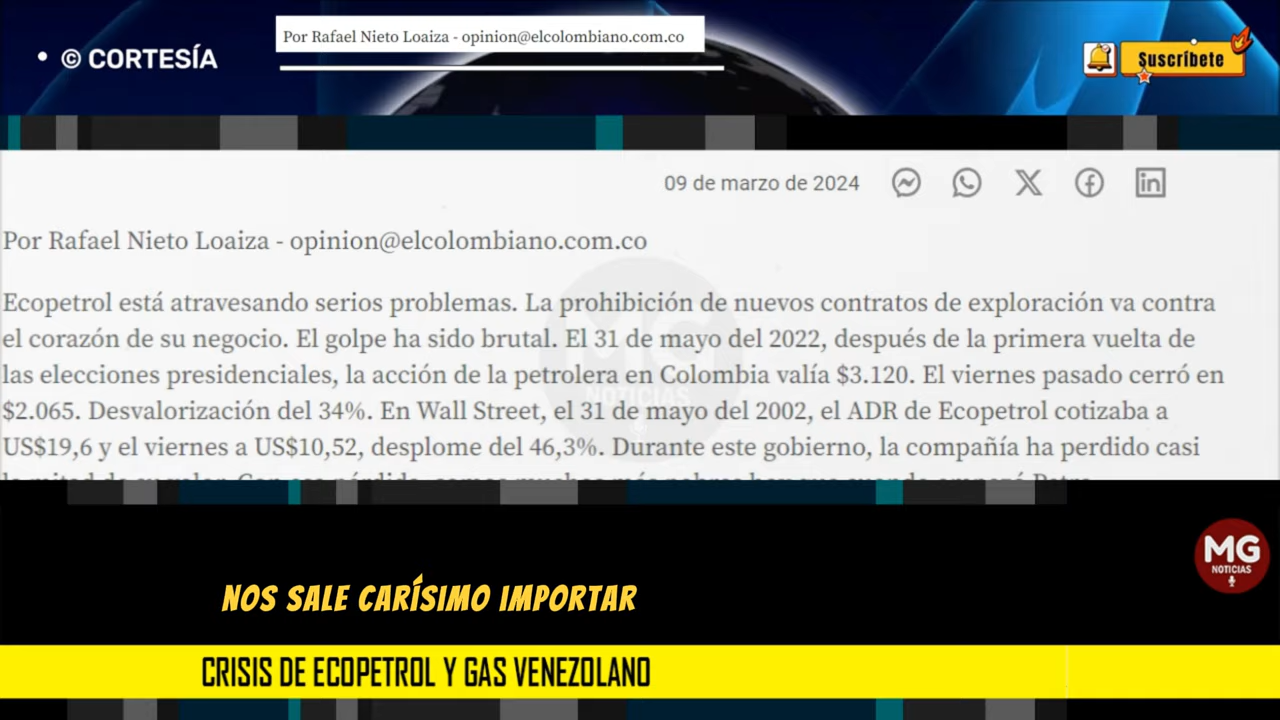 Por Rafael Nieto Loaiza - opinion@elcolombiano.com.co
• © CORTESÍA
Suscríbete
09 de marzo de 2024
Por Rafael Nieto Loaiza - opinion@elcolombiano.com.co
Ecopetrol está atravesando serios problemas. La prohibición de nuevos contratos de exploración va contra
el corazón de su negocio. El golpe ha sido brutal. El 31 de mayo del 2022, después de la primera vuelta de
las elecciones presidenciales, la acción de la petrolera en Colombia valía $3.120. El viernes pasado cerró en
$2.065. Desvalorización del 34%. En Wall Street, el 31 de mayo del 2002, el ADR de Ecopetrol cotizaba a
US$19,6 y el viernes a US$10,52, desplome del 46,3%. Durante este gobierno, la compañía ha perdido casi
MG
NOTICIAS
MG
NOTICIAS
NOS SALE CARÍSIMO IMPORTAR
CRISIS DE ECOPETROL Y GAS VENEZOLANO